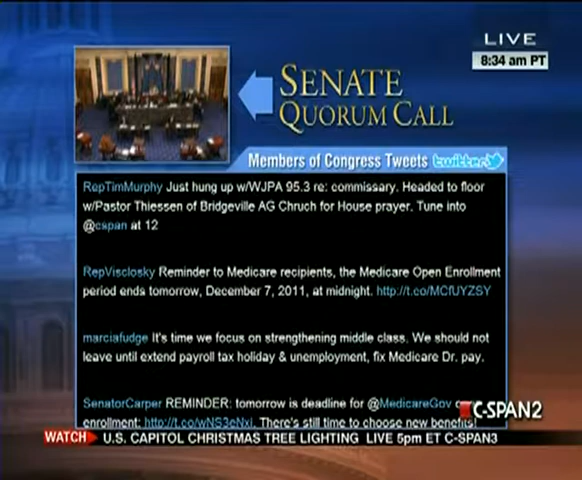 LIVE
8:34 am PT
SENATE
QUORUM CALL
Members of Congress Tweets twitter
RepTimMurphy Just hung up w/WJPA 95.3 re: commissary. Headed to floor
w/Pastor Thiessen of Bridgeville AG Chruch for House prayer. Tune into
@cspan at 12
RepVisclosky Reminder to Medicare recipients, the Medicare Open Enrollment
period ends tomorrow, December 7, 2011, at midnight. http://t.co/MCfUYZSY
marciafudge It's time we focus on strengthening middle class. We should not
leave until extend payroll tax holiday & unemployment, fix Medicare Dr. pay.
SenatorCarper REMINDER: tomorrow is deadline for @MedicareGov
C-SPAN2
enrollment: http://t.co/wNS3eNxi. There's still time to choose new benefits!
WATCH U.S. CAPITOL CHRISTMAS TREE LIGHTING LIVE 5pm ET C-SPAN3